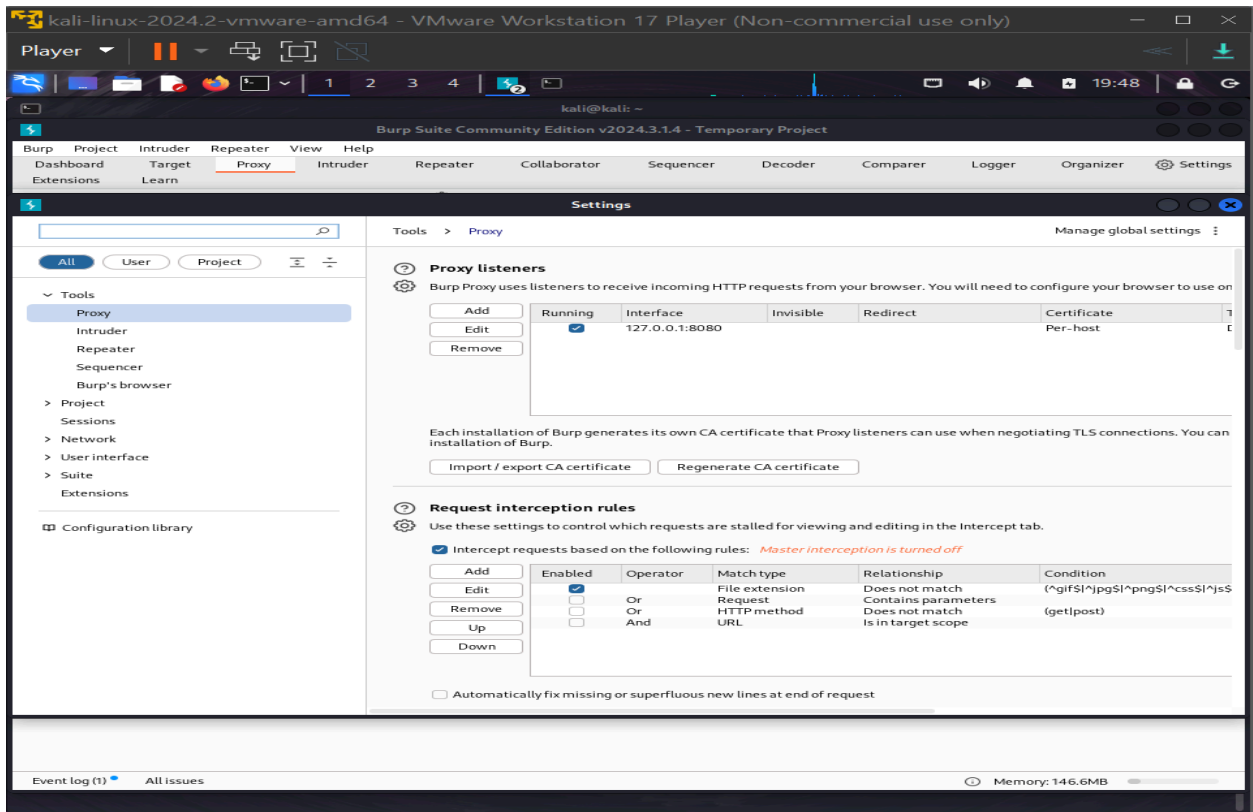 kali-linux-2024.2-vmware-amd64 - VMware Workstation 17 Player (Non-commercial use only)
Player
1 2 3 4 2 19:48
kali@kali: ~
Burp Suite Community Edition v2024.3.1.4 - Temporary Project
Burp Project Intruder Repeater View Help
Dashboard Target Proxy Intruder Repeater Collaborator Sequencer Decoder Comparer Logger Organizer Settings
Extensions Learn
Settings
Tools > Proxy Manage global settings
All User Project
Tools
Proxy
Intruder
Repeater
Sequencer
Burp's browser
Project
Sessions
Network
User interface
Suite
Extensions
Configuration library
Proxy listeners
Burp Proxy uses listeners to receive incoming HTTP requests from your browser. You will need to configure your browser to use on
Add
Edit
Remove
Running Interface Invisible Redirect Certificate
127.0.0.1:8080 Per-host
Each installation of Burp generates its own CA certificate that Proxy listeners can use when negotiating TLS connections. You can
installation of Burp.
Import / export CA certificate Regenerate CA certificate
Request interception rules
Use these settings to control which requests are stalled for viewing and editing in the Intercept tab.
Intercept requests based on the following rules: Master interception is turned off
Add
Edit
Remove
Up
Down
Enabled Operator Match type Relationship Condition
File extension Does not match (^gif$|^jpg$|^png$|^css$|^js$
Or Request Contains parameters
Or HTTP method Does not match (get|post)
And URL Is in target scope
Automatically fix missing or superfluous new lines at end of request
Event log (1) All issues Memory: 146.6MB